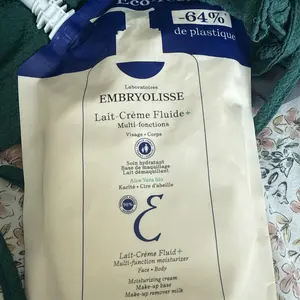 -64%*
de plastique
Laboratoires
EMBRYOLISSE
Lait-Crème Fluide+
Multi-fonctions
Visage • Corps
Soin hydratant
Base de maquillage
Lait démaquillant
Aloe Vera bio
Karité • Cire d'abeille
Lait-Crème Fluid+
Multi-function moisturizer
Face • Body
Moisturizing cream
Make-up base
Make-up remover milk